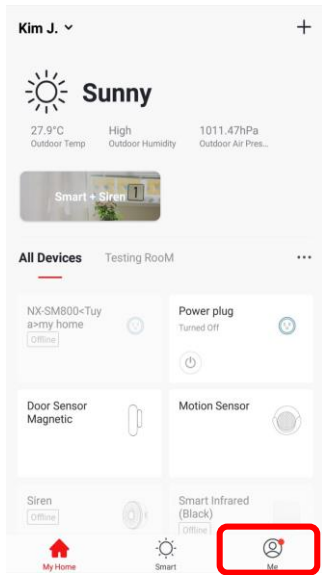 Kim J.
Sunny
27.9°C High 1011.47hPa
Outdoor Temp Outdoor Humidity Outdoor Air Pres...
Smart + Siren 1
All Devices Testing RooM
NX-SM800<Tuy
a>my home
Offline
Power plug
Turned Off
Door Sensor
Magnetic
Motion Sensor
Siren
Offline
Smart Infrared
(Black)
Offline
My Home Smart Me